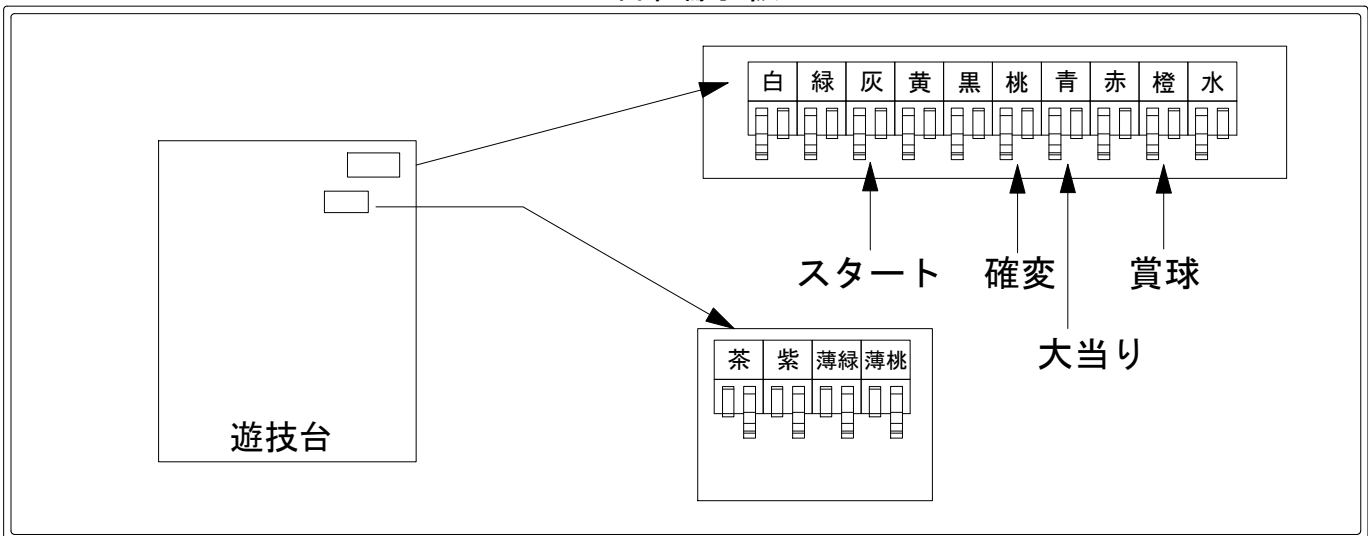 白 緑 灰 黄 黒 桃 青 赤 橙 水
スタート 確変 賞球
大当り
茶 紫 薄緑 薄桃
遊技台